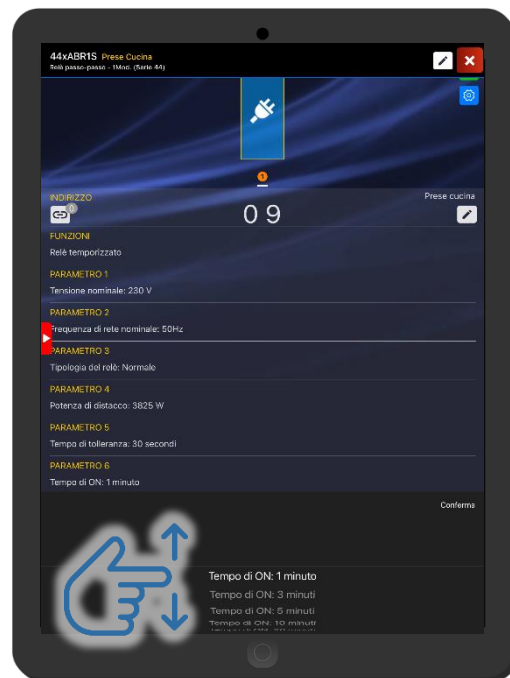 44xABR1S Prese Cucina
Relè passo-passo - 1Mod. (Serie 44)
1
INDIRIZZO
Prese cucina
0
0 9
FUNZIONI
Relè temporizzato
PARAMETRO 1
Tensione nominale: 230 V
PARAMETRO 2
Frequenza di rete nominale: 50Hz
PARAMETRO 3
Tipologia del relè: Normale
PARAMETRO 4
Potenza di distacco: 3825 W
PARAMETRO 5
Tempo di tolleranza: 30 secondi
PARAMETRO 6
Tempo di ON: 1 minuto
Conferma
Tempo di ON: 1 minuto
Tempo di ON: 3 minuti
Tempo di ON: 5 minuti
Tempo di ON: 10 minuti